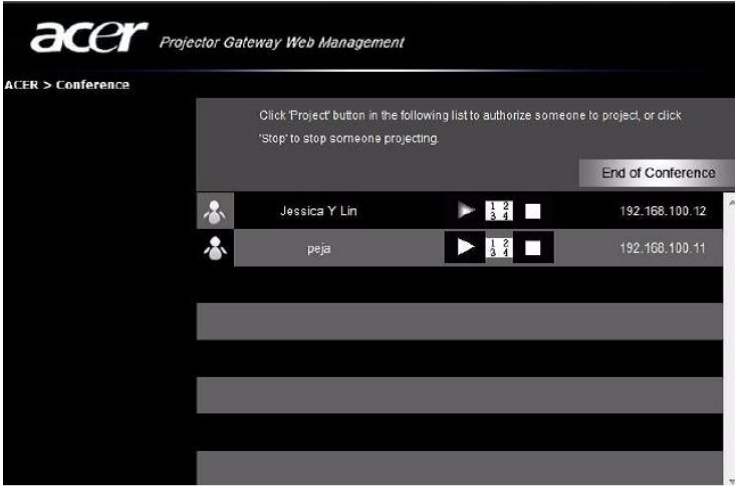 acer Projector Gateway Web Management
ACER > Conference
Click 'Project' button in the following list to authorize someone to project, or click
'Stop' to stop someone projecting.
End of Conference
Jessica Y Lin 1 2 3 4 192.168.100.12
peja 1 2 3 4 192.168.100.11